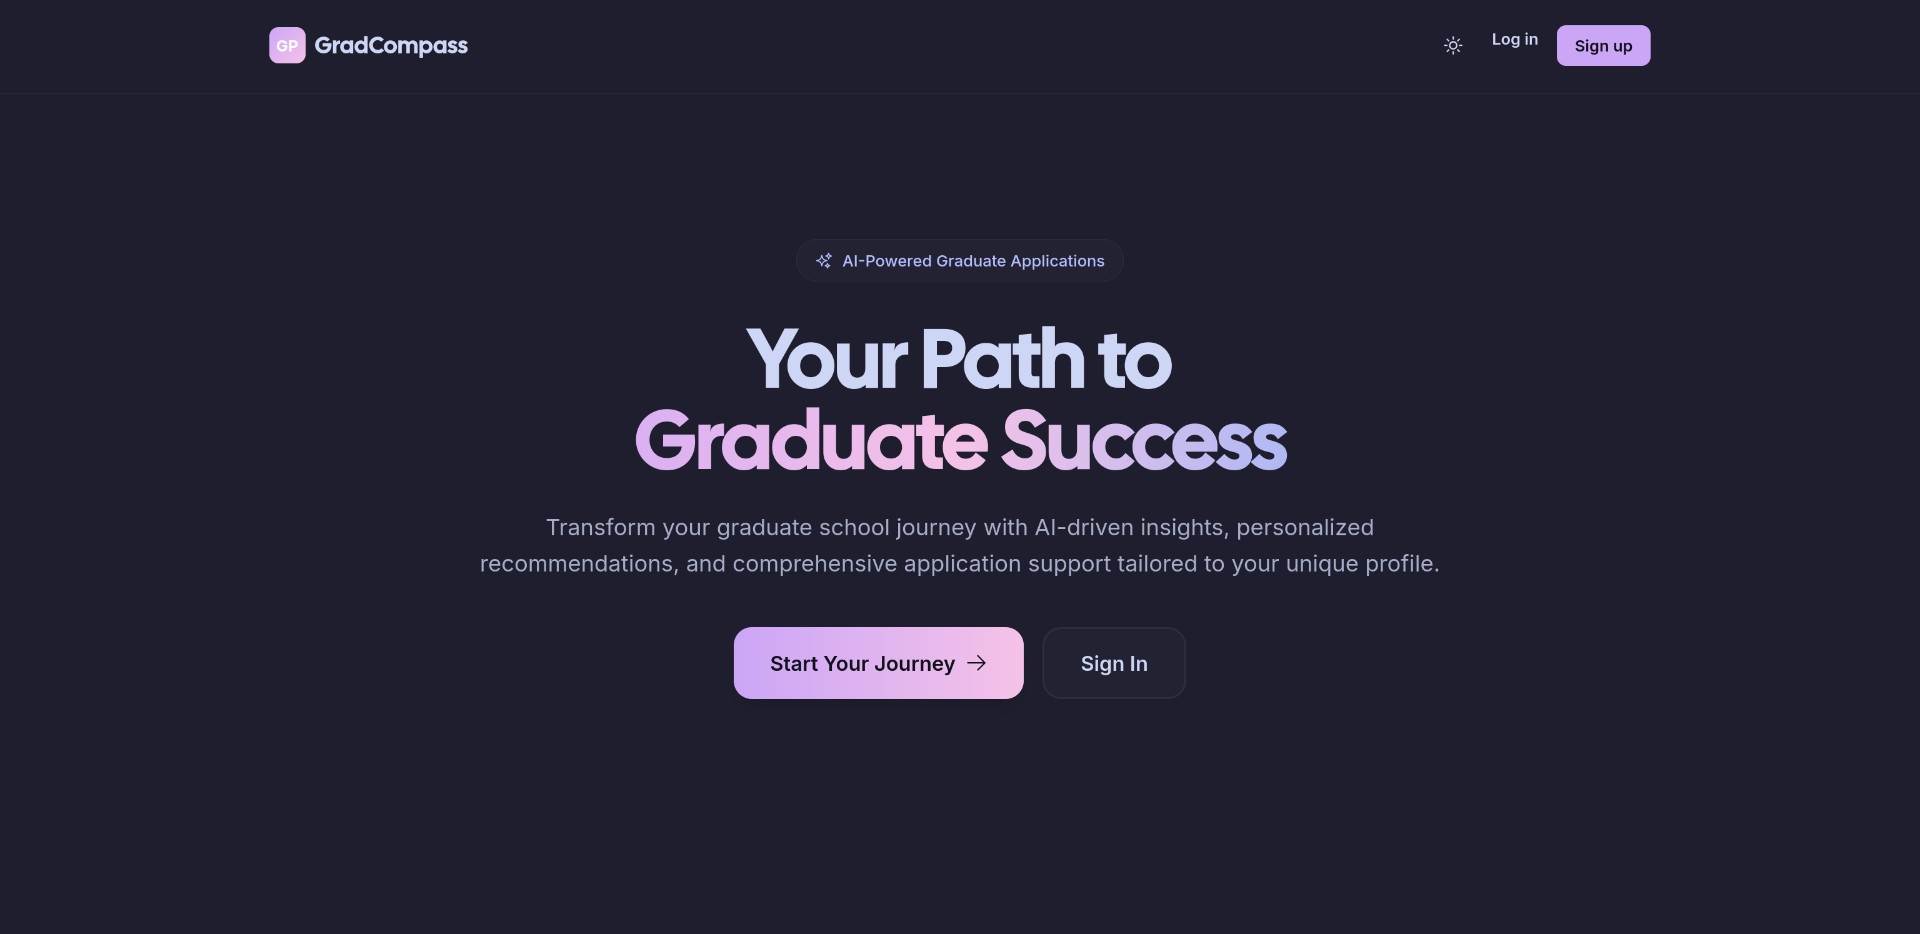 GP GradCompass
Log in
Sign up
AI-Powered Graduate Applications
Your Path to
Graduate Success
Transform your graduate school journey with AI-driven insights, personalized
recommendations, and comprehensive application support tailored to your unique profile.
Start Your Journey →
Sign In